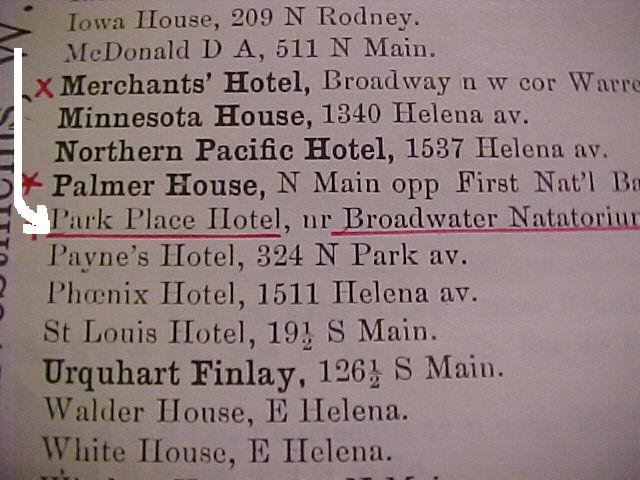 Iowa House, 209 N Rodney.
McDonald D A, 511 N Main.
x Merchants' Hotel, Broadway n w cor Warre
Minnesota House, 1340 Helena av.
Northern Pacific Hotel, 1537 Helena av.
Palmer House, N Main opp First Nat'l Ba
Park Place Hotel, nr Broadwater Natatoriu
Payne's Hotel, 324 N Park av.
Phœnix Hotel, 1511 Helena av.
St Louis Hotel, 19½ S Main.
Urquhart Finlay, 126½ S Main.
Walder House, E Helena.
White House, E Helena.